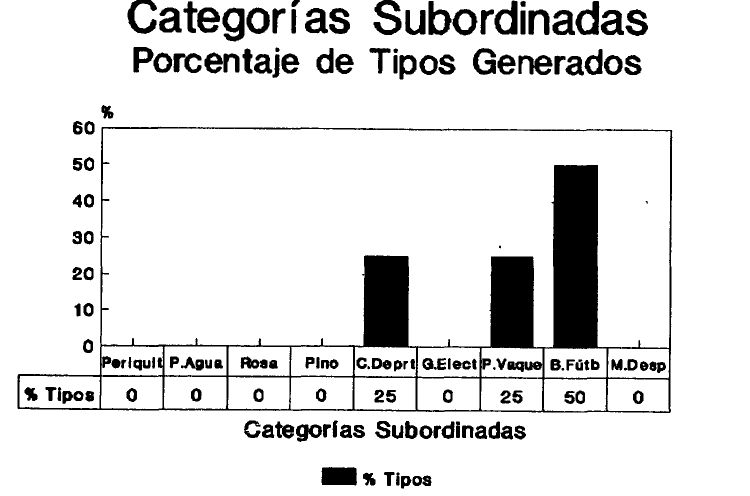 Categorías Subordinadas
Porcentaje de Tipos Generados
%
60
50
40
30
20
10
0
Periquit P.Agua Rosa Pino C.Deprt G.Elect P.Vaque B.Fútb M.Desp
% Tipos 0 0 0 0 25 0 25 50 0
Categorías Subordinadas
% Tipos